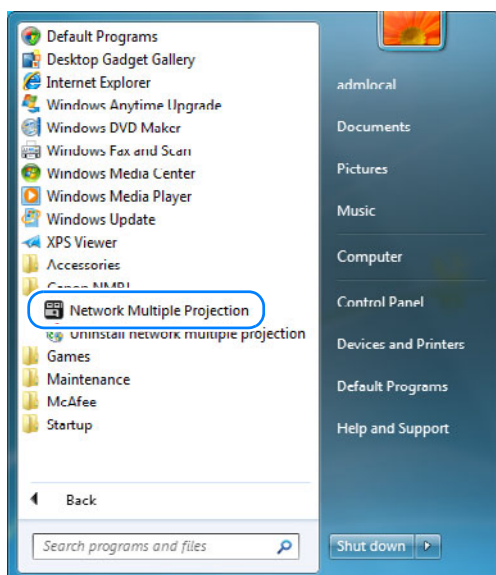 Default Programs
Desktop Gadget Gallery
Internet Explorer
Windows Anytime Upgrade
Windows DVD Maker
Windows Fax and Scan
Windows Media Center
Windows Media Player
Windows Update
XPS Viewer
Accessories
Canon NMPJ
Network Multiple Projection
Uninstall network multiple projection
Games
Maintenance
McAfee
Startup
Back
Search programs and files
admlocal
Documents
Pictures
Music
Computer
Control Panel
Devices and Printers
Default Programs
Help and Support
Shut down